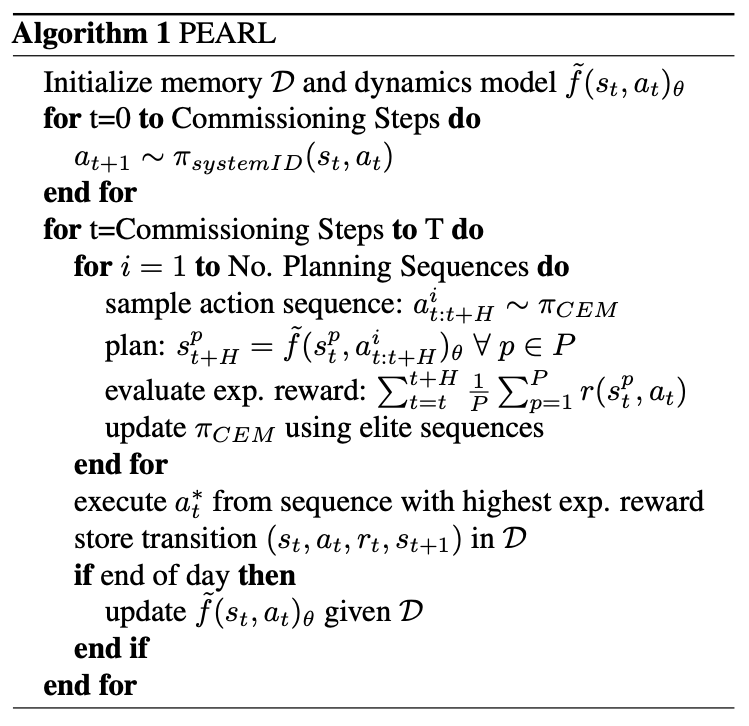 Algorithm 1 PEARL
Initialize memory $\mathcal{D}$ and dynamics model $\tilde{f}(s_t, a_t)_\theta$
for t=0 to Commissioning Steps do
$a_{t+1} \sim \pi_{systemID}(s_t, a_t)$
end for
for t=Commissioning Steps to T do
for $i = 1$ to No. Planning Sequences do
sample action sequence: $a^i_{t:t+H} \sim \pi_{CEM}$
plan: $s^p_{t+H} = \tilde{f}(s^p_t, a^i_{t:t+H})_\theta \; \forall \; p \in P$
evaluate exp. reward: $\sum_{t=t}^{t+H} \frac{1}{P} \sum_{p=1}^{P} r(s^p_t, a_t)$
update $\pi_{CEM}$ using elite sequences
end for
execute $a^*_t$ from sequence with highest exp. reward
store transition $(s_t, a_t, r_t, s_{t+1})$ in $\mathcal{D}$
if end of day then
update $\tilde{f}(s_t, a_t)_\theta$ given $\mathcal{D}$
end if
end for